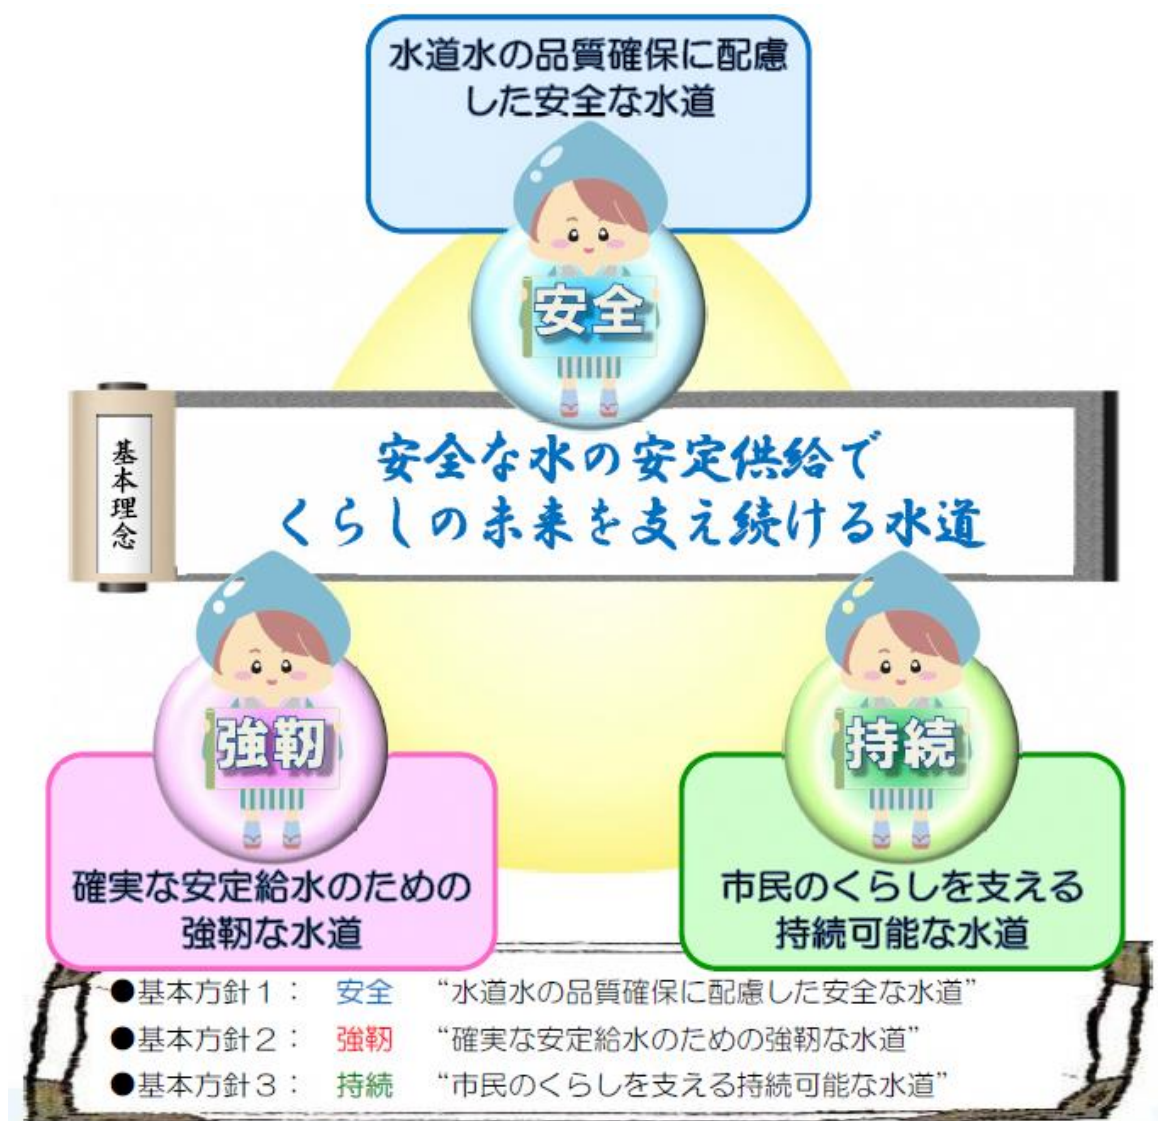 水道水の品質確保に配慮
した安全な水道
安全
基本理念
安全な水の安定供給で
くらしの未来を支え続ける水道
強靭
持続
確実な安定給水のための
強靭な水道
市民のくらしを支える
持続可能な水道
●基本方針1: 安全 “水道水の品質確保に配慮した安全な水道”
●基本方針2: 強靭 “確実な安定給水のための強靭な水道”
●基本方針3: 持続 “市民のくらしを支える持続可能な水道”